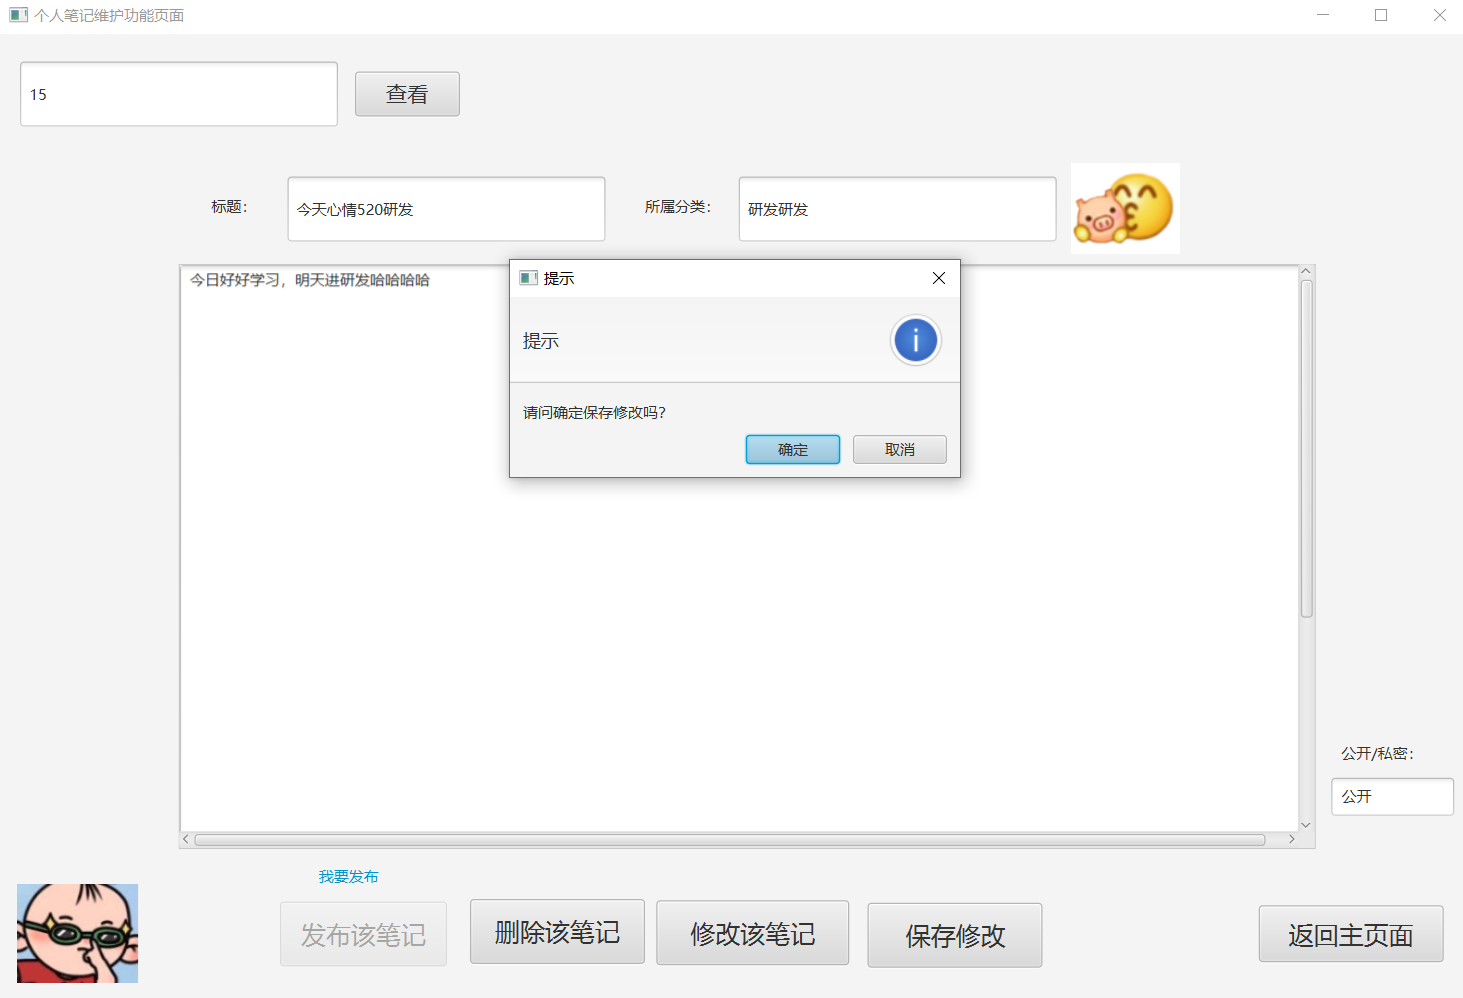 个人笔记维护功能页面
15
查看
标题：
今天心情520研发
所属分类：
研发研发
今日好好学习，明天进研发哈哈哈哈
提示
提示
请问确定保存修改吗?
确定
取消
公开/私密：
公开
我要发布
发布该笔记
删除该笔记
修改该笔记
保存修改
返回主页面